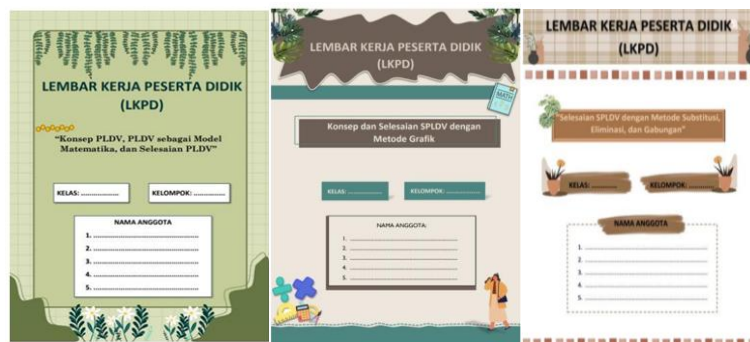 LEMBAR KERJA PESERTA DIDIK
(LKPD)
“Konsep PLDV, PLDV sebagai Model
Matematika, dan Selesaian PLDV”
KELAS: ...................
KELOMPOK: ...............
NAMA ANGGOTA
1. ............................................
2. ............................................
3. ............................................
4. ............................................
5. ............................................
LEMBAR KERJA PESERTA DIDIK
(LKPD)
MATH
Konsep dan Selesaian SPLDV dengan
Metode Grafik
KELAS: ...................
KELOMPOK: ...................
NAMA ANGGOTA:
1. ............................................
2. ............................................
3. ............................................
4. ............................................
5. ............................................
LEMBAR KERJA PESERTA DIDIK
(LKPD)
"Selesaian SPLDV dengan Metode Substitusi,
Eliminasi, dan Gabungan"
KELAS: ..............
KELOMPOK: ..............
NAMA ANGGOTA
1. ............................................
2. ............................................
3. ............................................
4. ............................................
5. ............................................